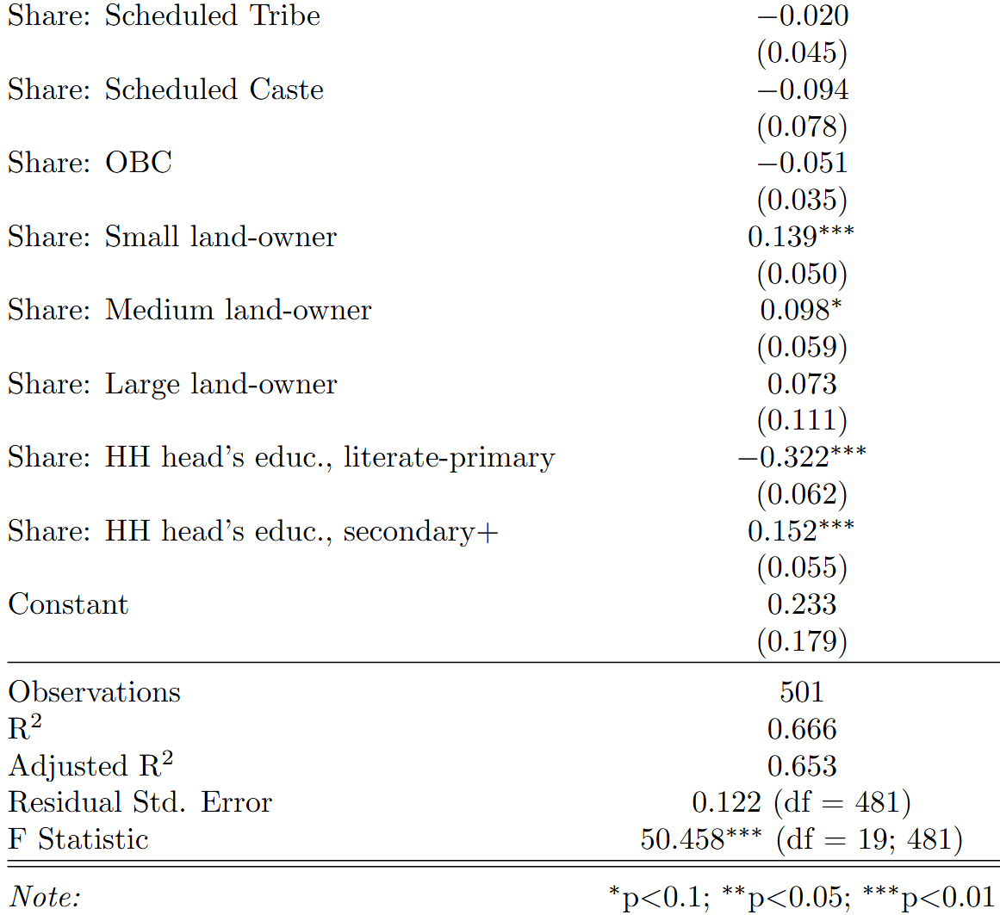 Share: Scheduled Tribe −0.020
(0.045)
Share: Scheduled Caste −0.094
(0.078)
Share: OBC −0.051
(0.035)
Share: Small land-owner 0.139***
(0.050)
Share: Medium land-owner 0.098*
(0.059)
Share: Large land-owner 0.073
(0.111)
Share: HH head's educ., literate-primary −0.322***
(0.062)
Share: HH head's educ., secondary+ 0.152***
(0.055)
Constant 0.233
(0.179)
Observations 501
R² 0.666
Adjusted R² 0.653
Residual Std. Error 0.122 (df = 481)
F Statistic 50.458*** (df = 19; 481)
Note: *p<0.1; **p<0.05; ***p<0.01